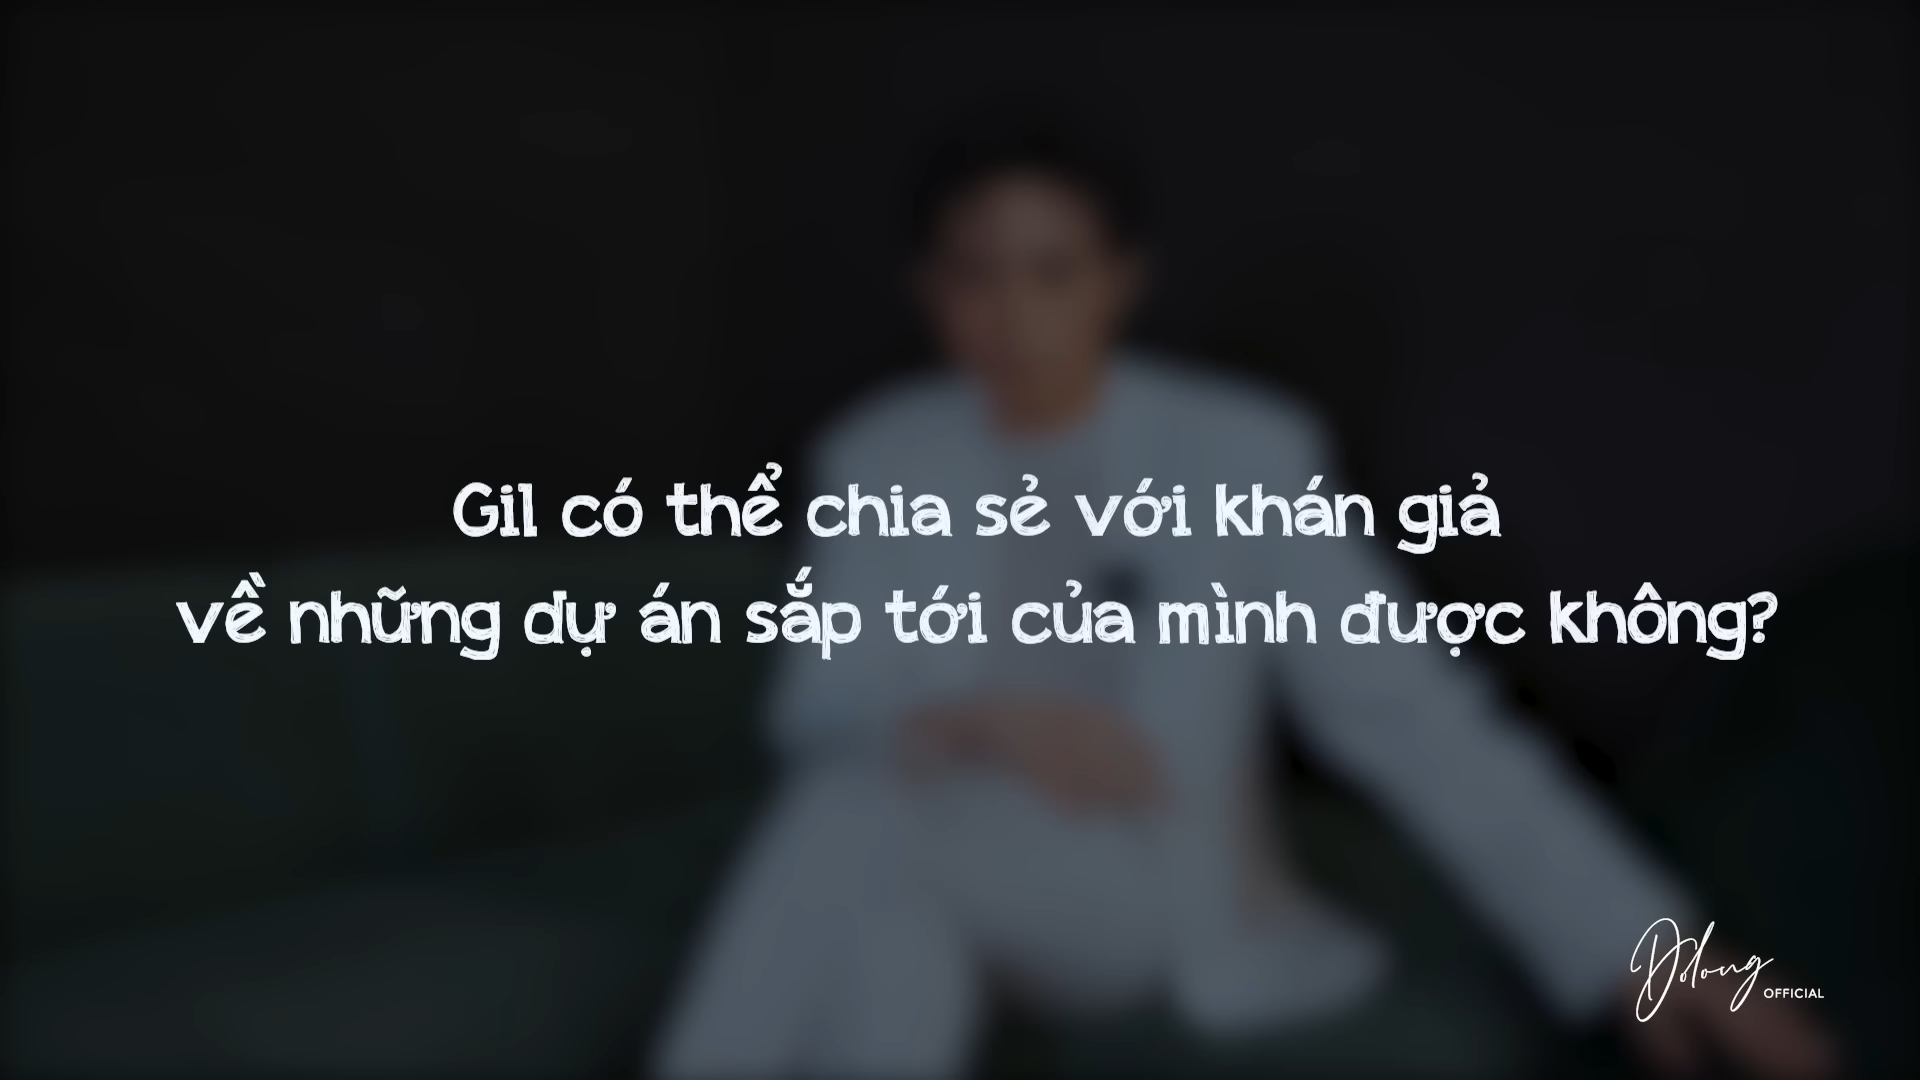 Gil có thể chia sẻ với khán giả
về những dự án sắp tới của mình được không?
Dolong
OFFICIAL